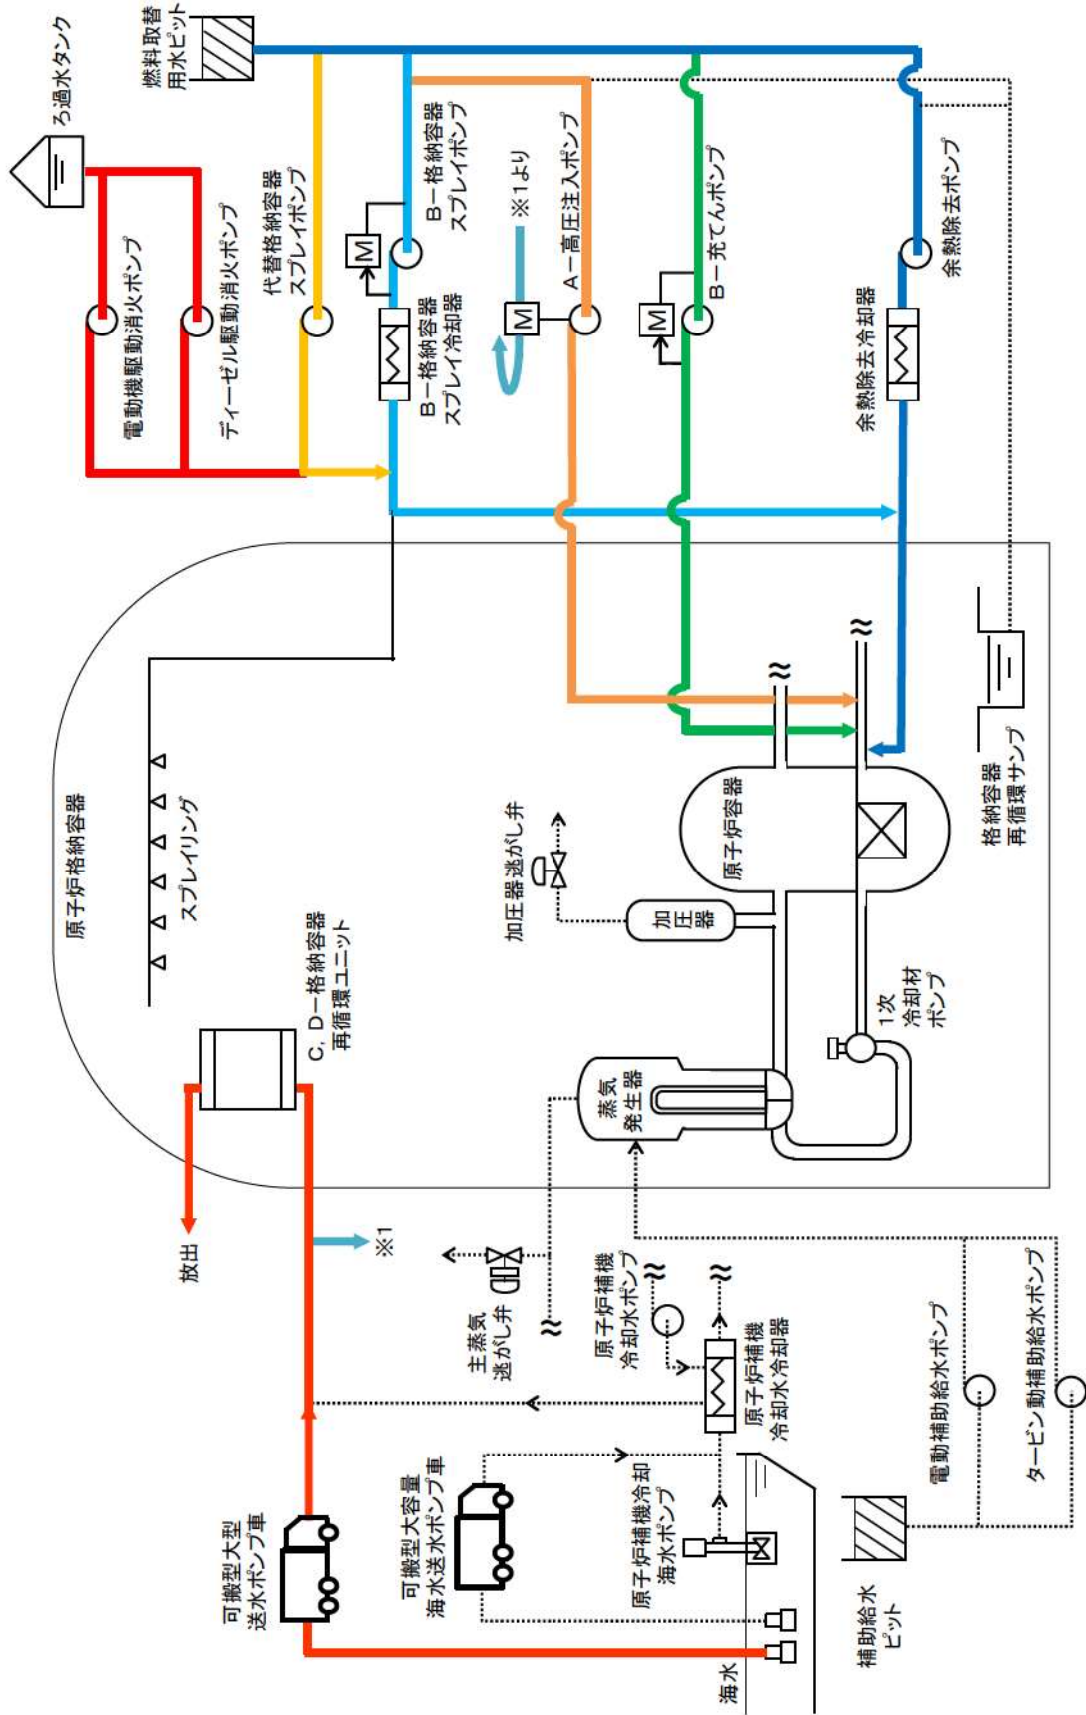 原子炉格納容器
スプレイリング
C,D－格納容器
再循環ユニット
放出
※1
可搬型大型
送水ポンプ車
可搬型大容量
海水送水ポンプ車
主蒸気
逃がし弁
原子炉補機
冷却水ポンプ
原子炉補機
冷却水冷却器
原子炉補機冷却
海水ポンプ
海水
補助給水
ピット
電動補助給水ポンプ
タービン動補助給水ポンプ
蒸気
発生器
加圧器逃がし弁
加
圧
器
原子炉容器
1次
冷却材
ポンプ
格納容器
再循環サンプ
ろ過水タンク
燃料取替
用水ピット
電動機駆動消火ポンプ
ディーゼル駆動消火ポンプ
代替格納容器
スプレイポンプ
M
B－格納容器
スプレイポンプ
B－格納容器
スプレイ冷却器
※1より
M
A－高圧注入ポンプ
M
B－充てんポンプ
余熱除去ポンプ
余熱除去冷却器